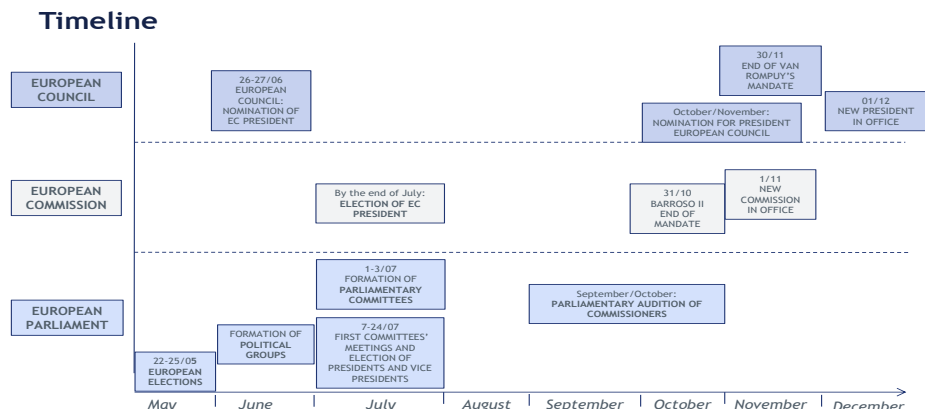 Timeline
EUROPEAN
COUNCIL
26-27/06
EUROPEAN
COUNCIL:
NOMINATION OF
EC PRESIDENT
30/11
END OF VAN
ROMPUY'S
MANDATE
October/November:
NOMINATION FOR PRESIDENT
EUROPEAN COUNCIL
01/12
NEW PRESIDENT
IN OFFICE
EUROPEAN
COMMISSION
By the end of July:
ELECTION OF EC
PRESIDENT
31/10
BARROSO II
END OF
MANDATE
1/11
NEW
COMMISSION
IN OFFICE
EUROPEAN
PARLIAMENT
22-25/05
EUROPEAN
ELECTIONS
FORMATION OF
POLITICAL
GROUPS
1-3/07
FORMATION OF
PARLIAMENTARY
COMMITTEES
7-24/07
FIRST COMMITTEES'
MEETINGS AND
ELECTION OF
PRESIDENTS AND VICE
PRESIDENTS
September/October:
PARLIAMENTARY AUDITION OF
COMMISSIONERS
May June July August September October November December